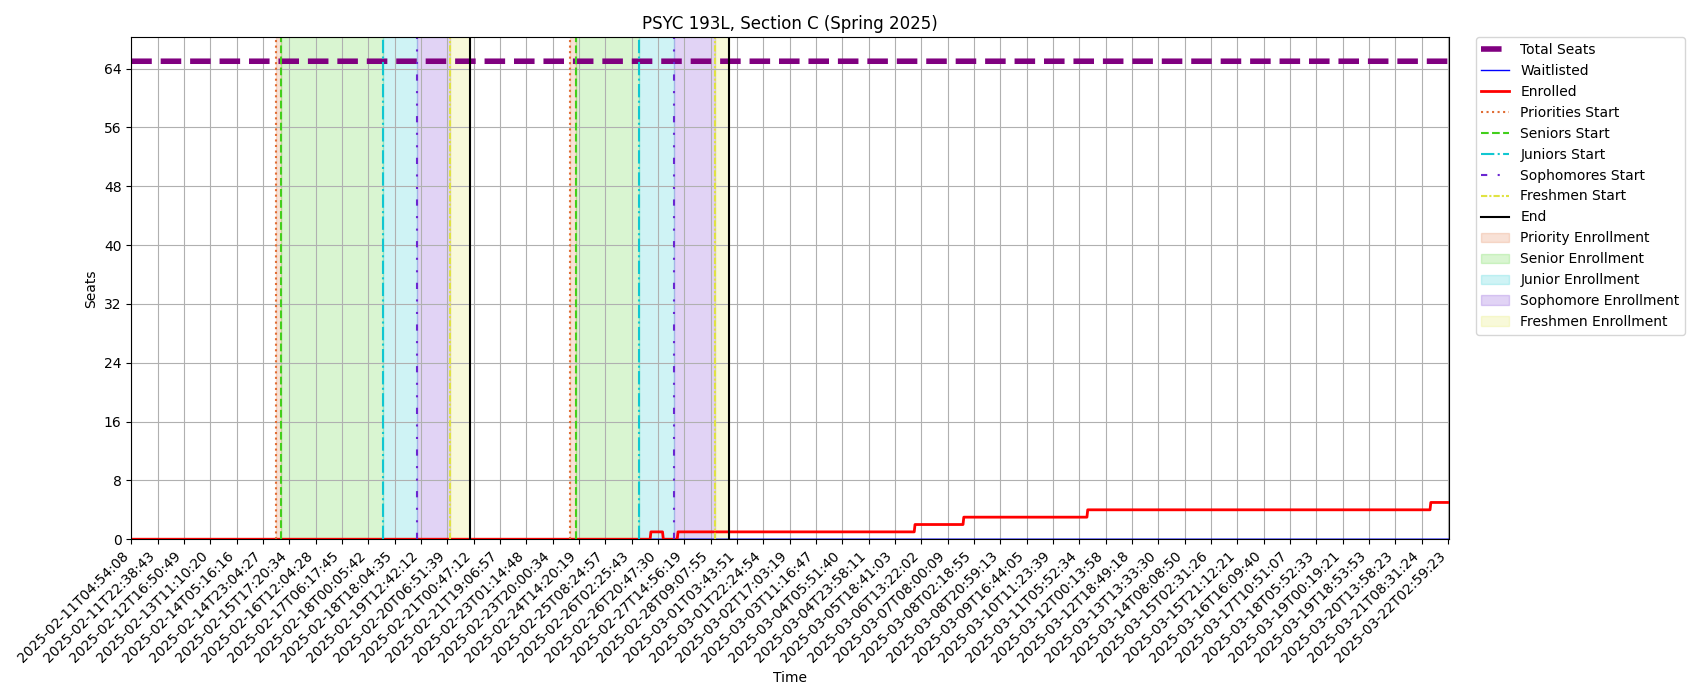 PSYC 193L, Section C (Spring 2025)
Total Seats
Waitlisted
Enrolled
Priorities Start
Seniors Start
Juniors Start
Sophomores Start
Freshmen Start
End
Priority Enrollment
Senior Enrollment
Junior Enrollment
Sophomore Enrollment
Freshmen Enrollment
Seats
64
56
48
40
32
24
16
8
0
2025-02-11T04:54:08
2025-02-11T22:38:43
2025-02-12T16:50:49
2025-02-13T11:10:20
2025-02-14T05:16:16
2025-02-14T23:04:27
2025-02-15T17:20:34
2025-02-16T12:04:28
2025-02-17T06:17:45
2025-02-18T00:05:42
2025-02-18T18:04:35
2025-02-19T12:42:12
2025-02-20T06:51:39
2025-02-21T00:47:12
2025-02-21T19:06:57
2025-02-22T13:14:48
2025-02-23T20:00:34
2025-02-24T14:20:19
2025-02-25T08:24:57
2025-02-26T02:25:43
2025-02-26T20:47:30
2025-02-27T14:56:19
2025-02-28T09:07:55
2025-03-01T03:43:51
2025-03-01T22:24:54
2025-03-02T17:03:19
2025-03-03T11:16:47
2025-03-04T05:51:40
2025-03-04T23:58:11
2025-03-05T18:41:03
2025-03-06T13:22:02
2025-03-07T08:00:09
2025-03-08T02:18:55
2025-03-08T20:59:13
2025-03-09T16:44:05
2025-03-10T11:23:39
2025-03-11T05:52:34
2025-03-12T00:13:58
2025-03-12T18:49:18
2025-03-13T13:33:30
2025-03-14T08:08:50
2025-03-15T02:31:26
2025-03-15T21:12:21
2025-03-16T16:09:40
2025-03-17T10:51:07
2025-03-18T05:52:33
2025-03-19T00:19:21
2025-03-19T18:53:53
2025-03-20T13:58:23
2025-03-21T08:31:24
2025-03-22T02:59:23
Time